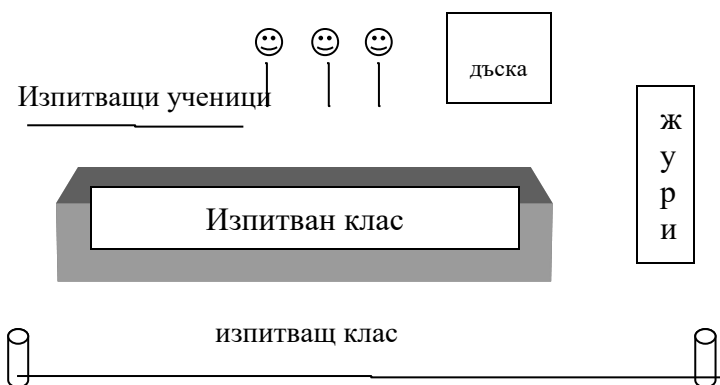 дъска
Изпитващи ученици
ж
у
р
и
Изпитван клас
изпитващ клас